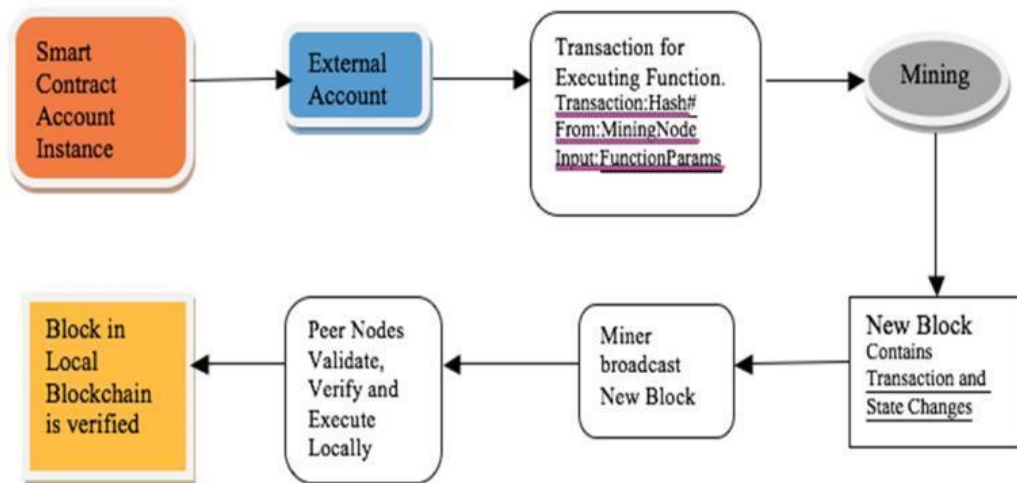 Smart
Contract
Account
Instance
External
Account
Transaction for
Executing Function.
Transaction:Hash#
From:MiningNode
Input:FunctionParams
Mining
New Block
Contains
Transaction and
State Changes
Miner
broadcast
New Block
Peer Nodes
Validate,
Verify and
Execute
Locally
Block in
Local
Blockchain
is verified